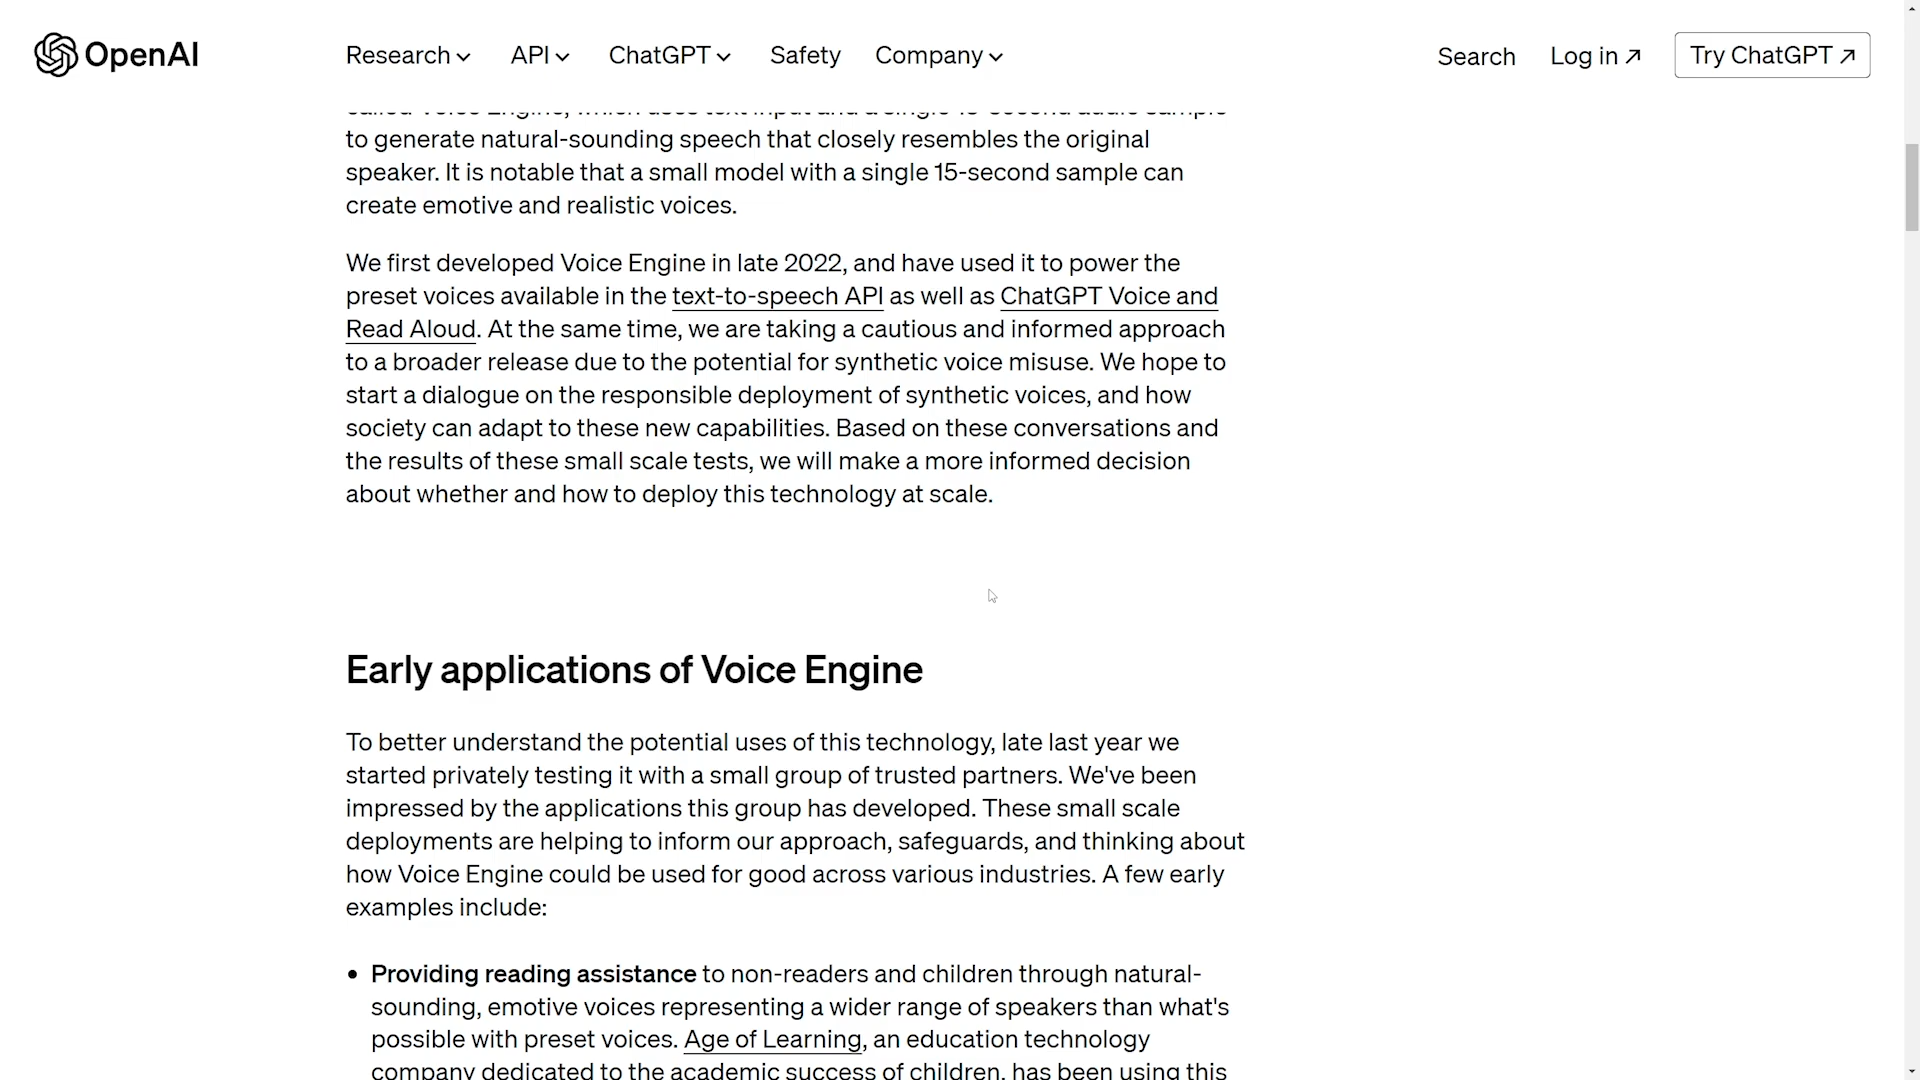 OpenAI
Research
API
ChatGPT
Safety
Company
Search
Log in ↗
Try ChatGPT ↗
called Voice Engine, which uses text input and a single 15-second audio sample
to generate natural-sounding speech that closely resembles the original
speaker. It is notable that a small model with a single 15-second sample can
create emotive and realistic voices.
We first developed Voice Engine in late 2022, and have used it to power the
preset voices available in the text-to-speech API as well as ChatGPT Voice and
Read Aloud. At the same time, we are taking a cautious and informed approach
to a broader release due to the potential for synthetic voice misuse. We hope to
start a dialogue on the responsible deployment of synthetic voices, and how
society can adapt to these new capabilities. Based on these conversations and
the results of these small scale tests, we will make a more informed decision
about whether and how to deploy this technology at scale.
Early applications of Voice Engine
To better understand the potential uses of this technology, late last year we
started privately testing it with a small group of trusted partners. We've been
impressed by the applications this group has developed. These small scale
deployments are helping to inform our approach, safeguards, and thinking about
how Voice Engine could be used for good across various industries. A few early
examples include:
• Providing reading assistance to non-readers and children through natural-
sounding, emotive voices representing a wider range of speakers than what's
possible with preset voices. Age of Learning, an education technology
company dedicated to the academic success of children, has been using this